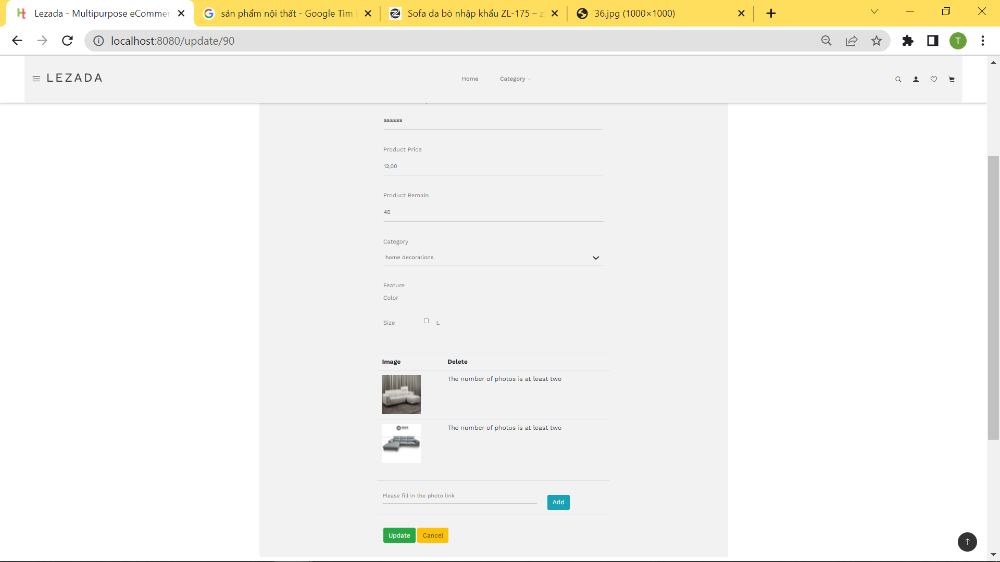 Lezada - Multipurpose eCommer
sản phẩm nội thất - Google Tìm
Sofa da bò nhập khẩu ZL-175 – z
36.jpg (1000×1000)
localhost:8080/update/90
T
LEZADA
Home
Category
aaaaaa
Product Price
12,00
Product Remain
40
Category
home decorations
Feature
Color
Size
L
Image
Delete
The number of photos is at least two
SOFA
The number of photos is at least two
Please fill in the photo link
Add
Update
Cancel